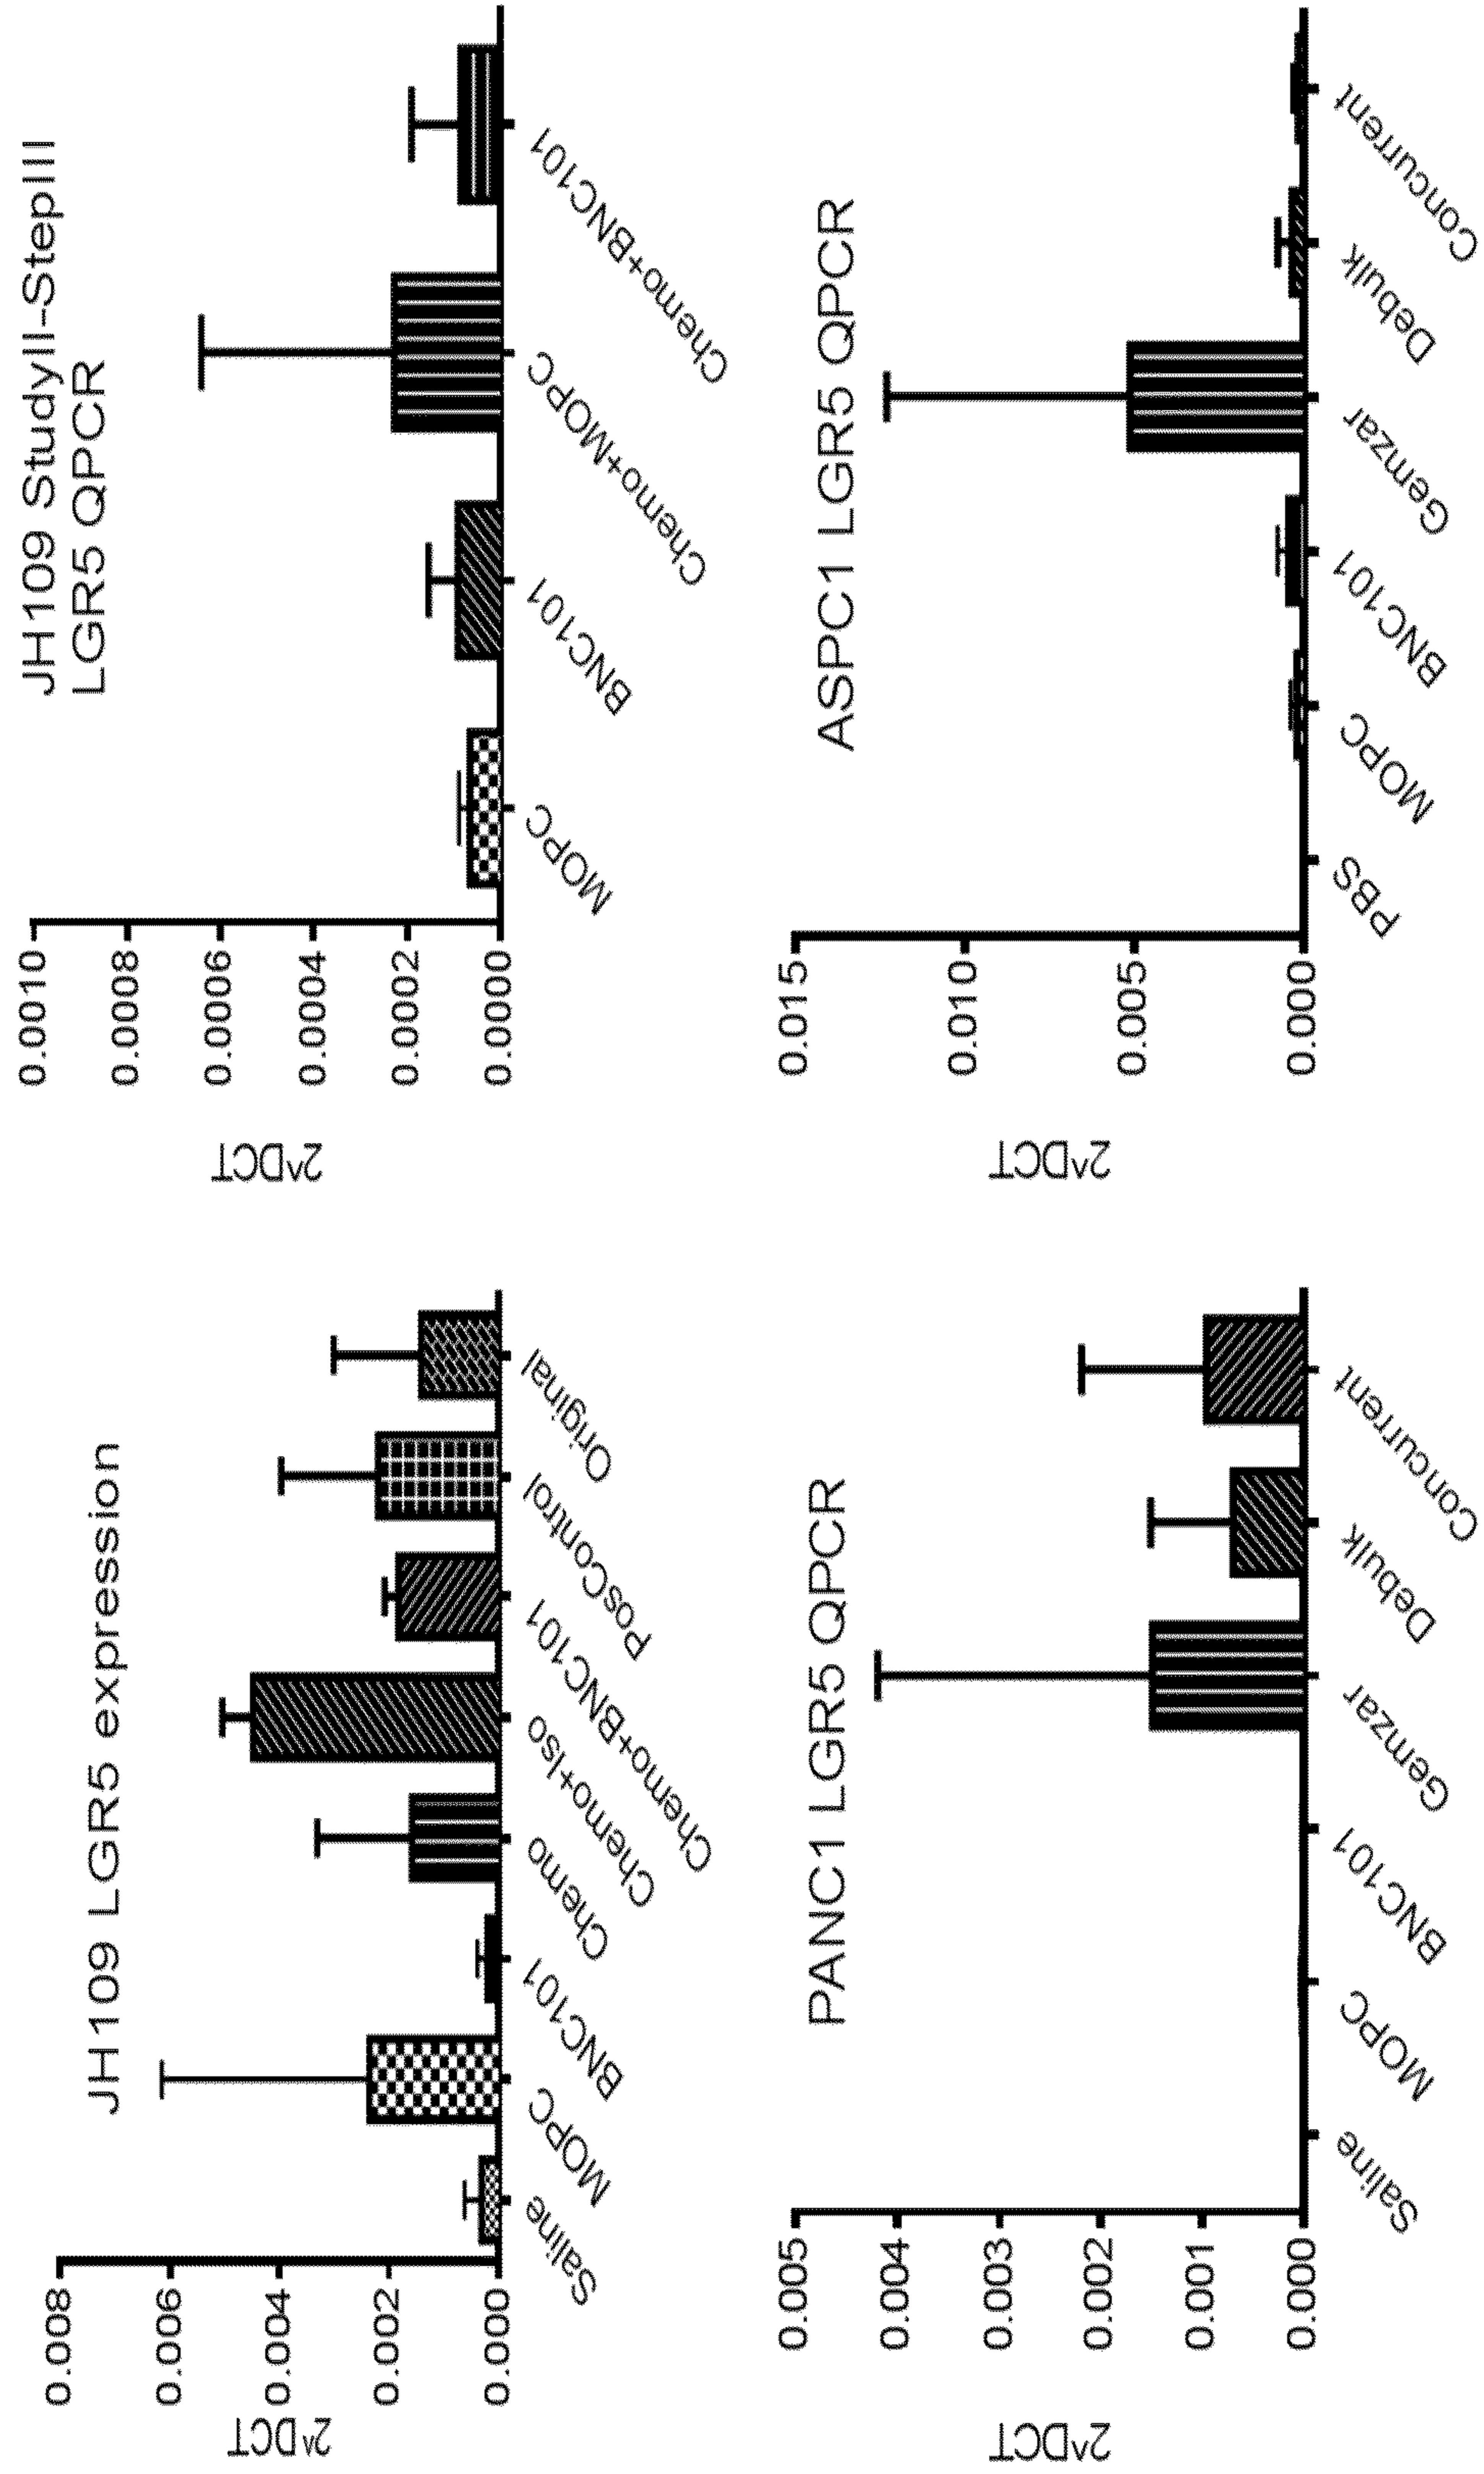 JH109 LGR5 expression
2^DCT
0.008
0.006
0.004
0.002
0.000
Saline
MOPC
BNC101
Chemo
Chemo+Iso
Chemo+BNC101
PosControl
Original
JH109 StudyII-StepIII
LGR5 QPCR
2^DCT
0.0010
0.0008
0.0006
0.0004
0.0002
0.0000
MOPC
BNC101
Chemo+MOPC
Chemo+BNC101
PANC1 LGR5 QPCR
2^DCT
0.005
0.004
0.003
0.002
0.001
0.000
Saline
MOPC
BNC101
Gemzar
Debulk
Concurrent
ASPC1 LGR5 QPCR
2^DCT
0.015
0.010
0.005
0.000
PBS
MOPC
BNC101
Gemzar
Debulk
Concurrent